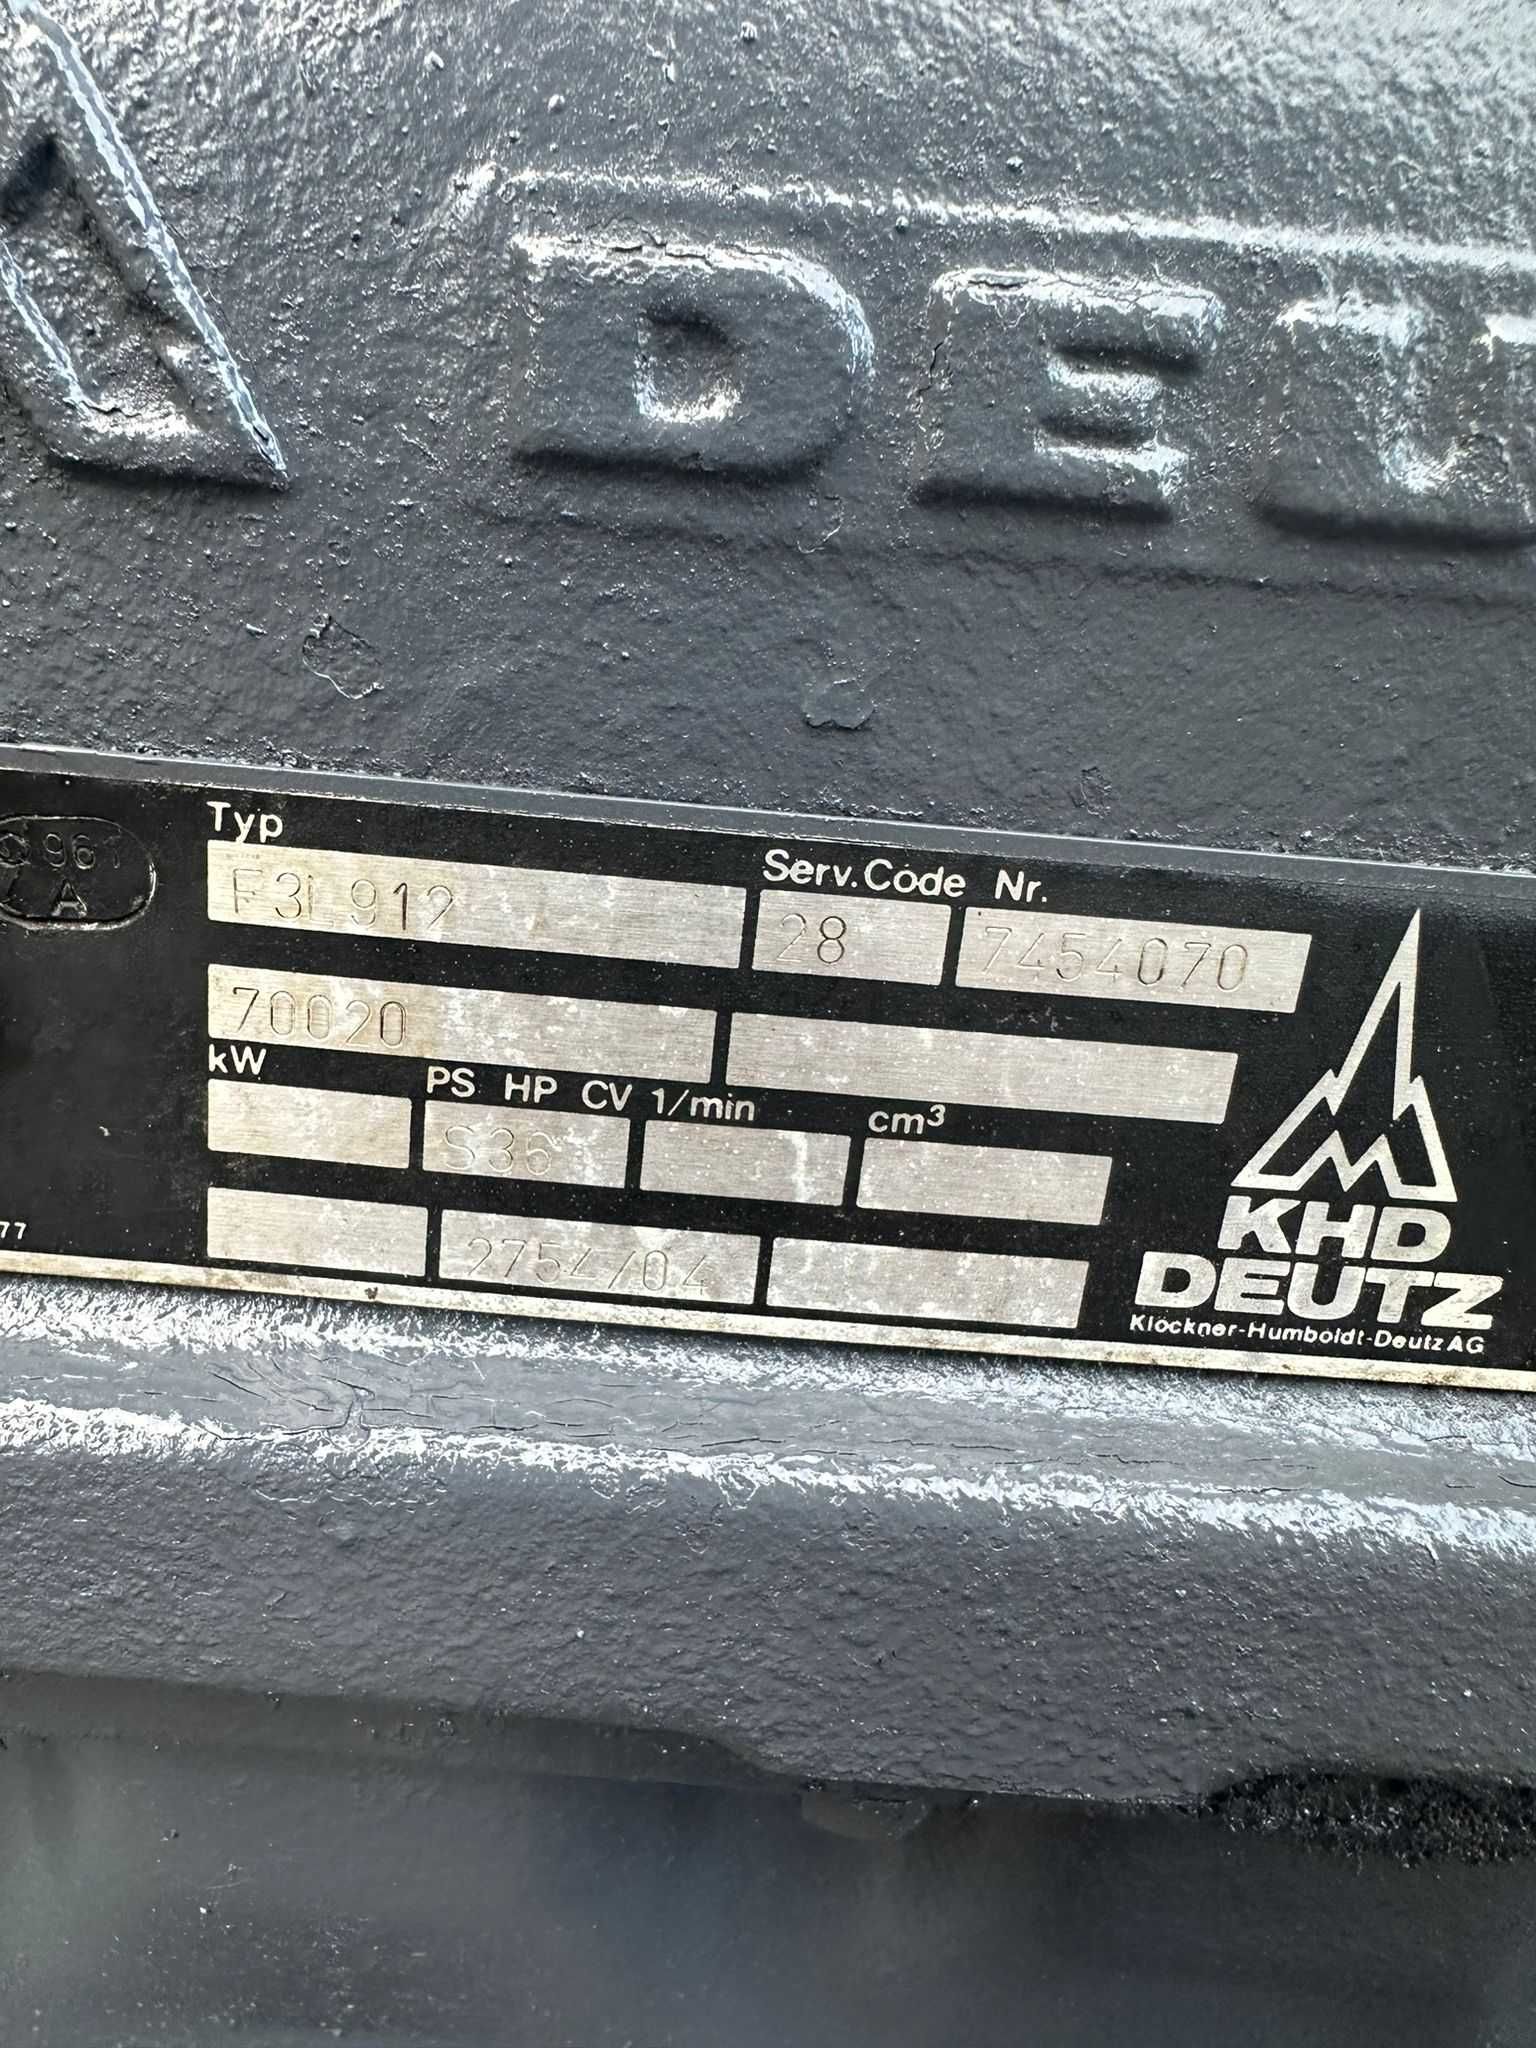 DEU
961
A
Typ
F3L912
Serv.Code Nr.
28 7454070
70020
kW PS HP CV 1/min cm³
S36
2754/04
77
KHD
DEUTZ
Klöckner-Humboldt-Deutz AG